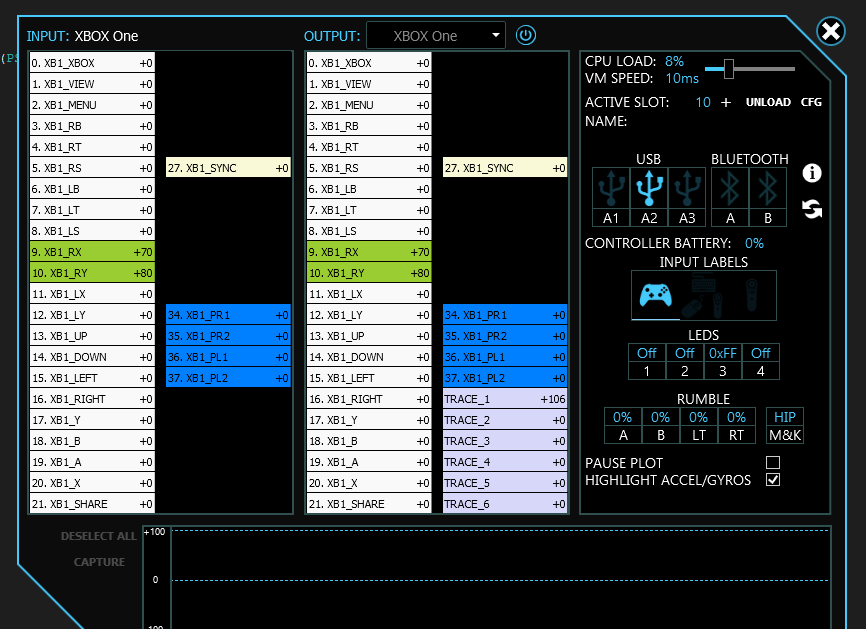 (PS
INPUT: XBOX One
OUTPUT: XBOX One
0. XB1_XBOX +0
1. XB1_VIEW +0
2. XB1_MENU +0
3. XB1_RB +0
4. XB1_RT +0
5. XB1_RS +0
6. XB1_LB +0
7. XB1_LT +0
8. XB1_LS +0
9. XB1_RX +70
10. XB1_RY +80
11. XB1_LX +0
12. XB1_LY +0
13. XB1_UP +0
14. XB1_DOWN +0
15. XB1_LEFT +0
16. XB1_RIGHT +0
17. XB1_Y +0
18. XB1_B +0
19. XB1_A +0
20. XB1_X +0
21. XB1_SHARE +0
27. XB1_SYNC +0
34. XB1_PR1 +0
35. XB1_PR2 +0
36. XB1_PL1 +0
37. XB1_PL2 +0
0. XB1_XBOX +0
1. XB1_VIEW +0
2. XB1_MENU +0
3. XB1_RB +0
4. XB1_RT +0
5. XB1_RS +0
6. XB1_LB +0
7. XB1_LT +0
8. XB1_LS +0
9. XB1_RX +70
10. XB1_RY +80
11. XB1_LX +0
12. XB1_LY +0
13. XB1_UP +0
14. XB1_DOWN +0
15. XB1_LEFT +0
16. XB1_RIGHT +0
17. XB1_Y +0
18. XB1_B +0
19. XB1_A +0
20. XB1_X +0
21. XB1_SHARE +0
27. XB1_SYNC +0
34. XB1_PR1 +0
35. XB1_PR2 +0
36. XB1_PL1 +0
37. XB1_PL2 +0
TRACE_1 +106
TRACE_2 +0
TRACE_3 +0
TRACE_4 +0
TRACE_5 +0
TRACE_6 +0
CPU LOAD: 8%
VM SPEED: 10ms
ACTIVE SLOT: 10 + UNLOAD CFG
NAME:
USB BLUETOOTH
A1 A2 A3 A B
CONTROLLER BATTERY: 0%
INPUT LABELS
LEDS
Off Off 0xFF Off
1 2 3 4
RUMBLE
0% 0% 0% 0% HIP
A B LT RT M&K
PAUSE PLOT
HIGHLIGHT ACCEL/GYROS
DESELECT ALL
CAPTURE
+100
0
-100